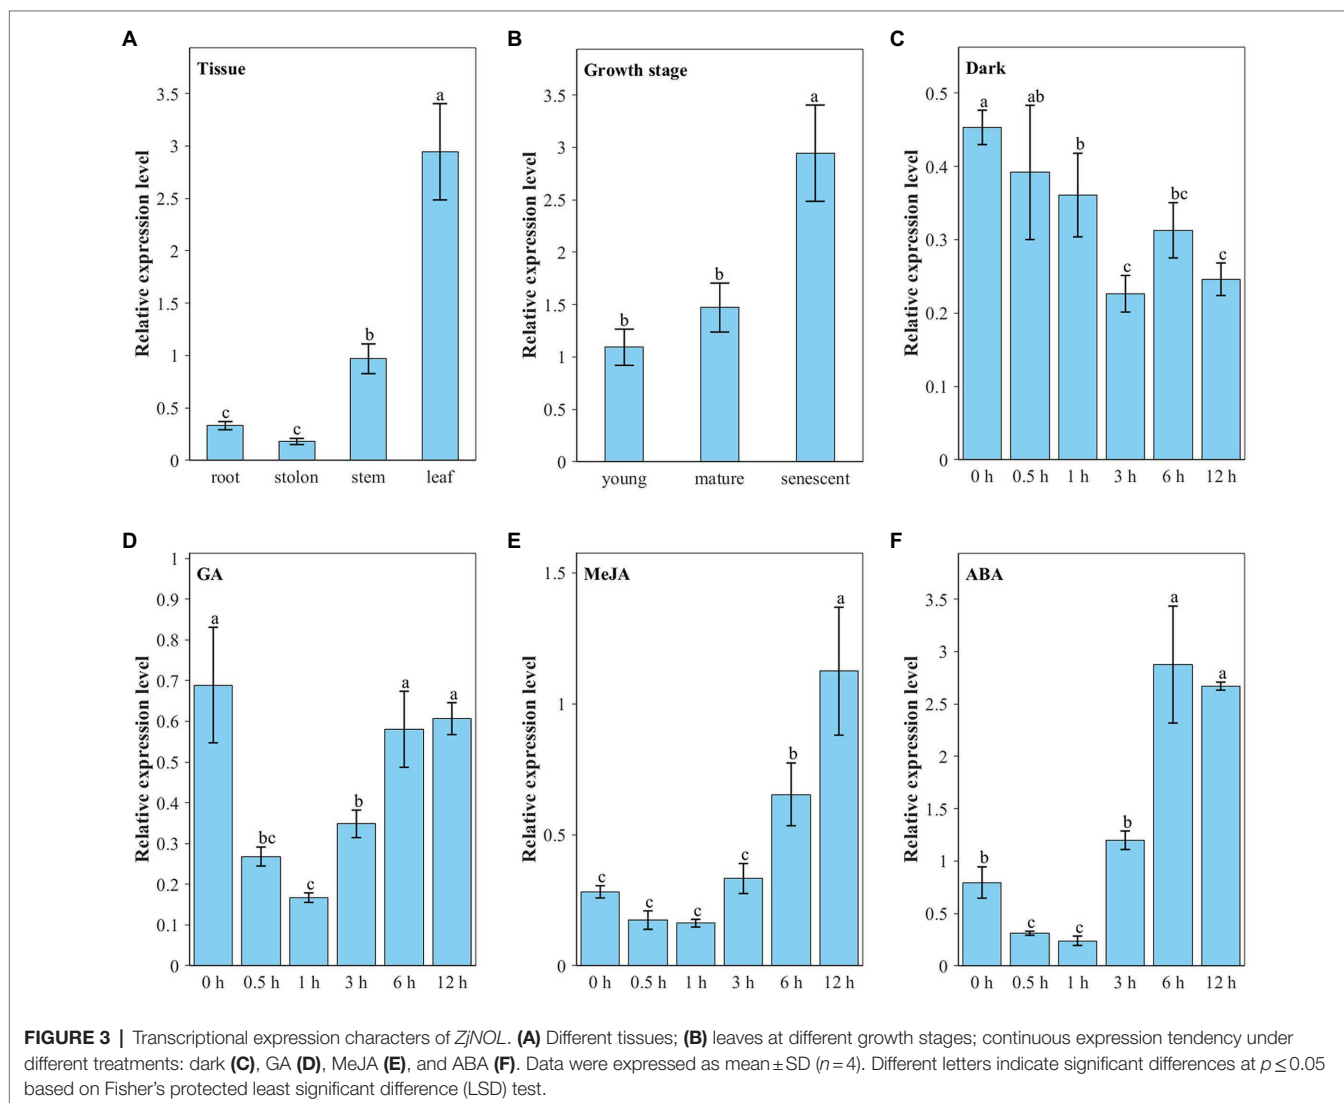 A
Tissue
Relative expression level
3.5
3
2.5
2
1.5
1
0.5
0
c
c
b
a
root stolon stem leaf
B
Growth stage
Relative expression level
3.5
3
2.5
2
1.5
1
0.5
0
b
b
a
young mature senescent
C
Dark
Relative expression level
0.5
0.4
0.3
0.2
0.1
0
a
ab
b
c
bc
c
0 h 0.5 h 1 h 3 h 6 h 12 h
D
GA
Relative expression level
1
0.9
0.8
0.7
0.6
0.5
0.4
0.3
0.2
0.1
0
a
bc
c
b
a
a
0 h 0.5 h 1 h 3 h 6 h 12 h
E
MeJA
Relative expression level
1.5
1
0.5
0
c
c
c
c
b
a
0 h 0.5 h 1 h 3 h 6 h 12 h
F
ABA
Relative expression level
3.5
3
2.5
2
1.5
1
0.5
0
b
c
c
b
a
a
0 h 0.5 h 1 h 3 h 6 h 12 h
FIGURE 3 | Transcriptional expression characters of ZjNOL. (A) Different tissues; (B) leaves at different growth stages; continuous expression tendency under
different treatments: dark (C), GA (D), MeJA (E), and ABA (F). Data were expressed as mean ± SD (n = 4). Different letters indicate significant differences at p ≤ 0.05
based on Fisher's protected least significant difference (LSD) test.